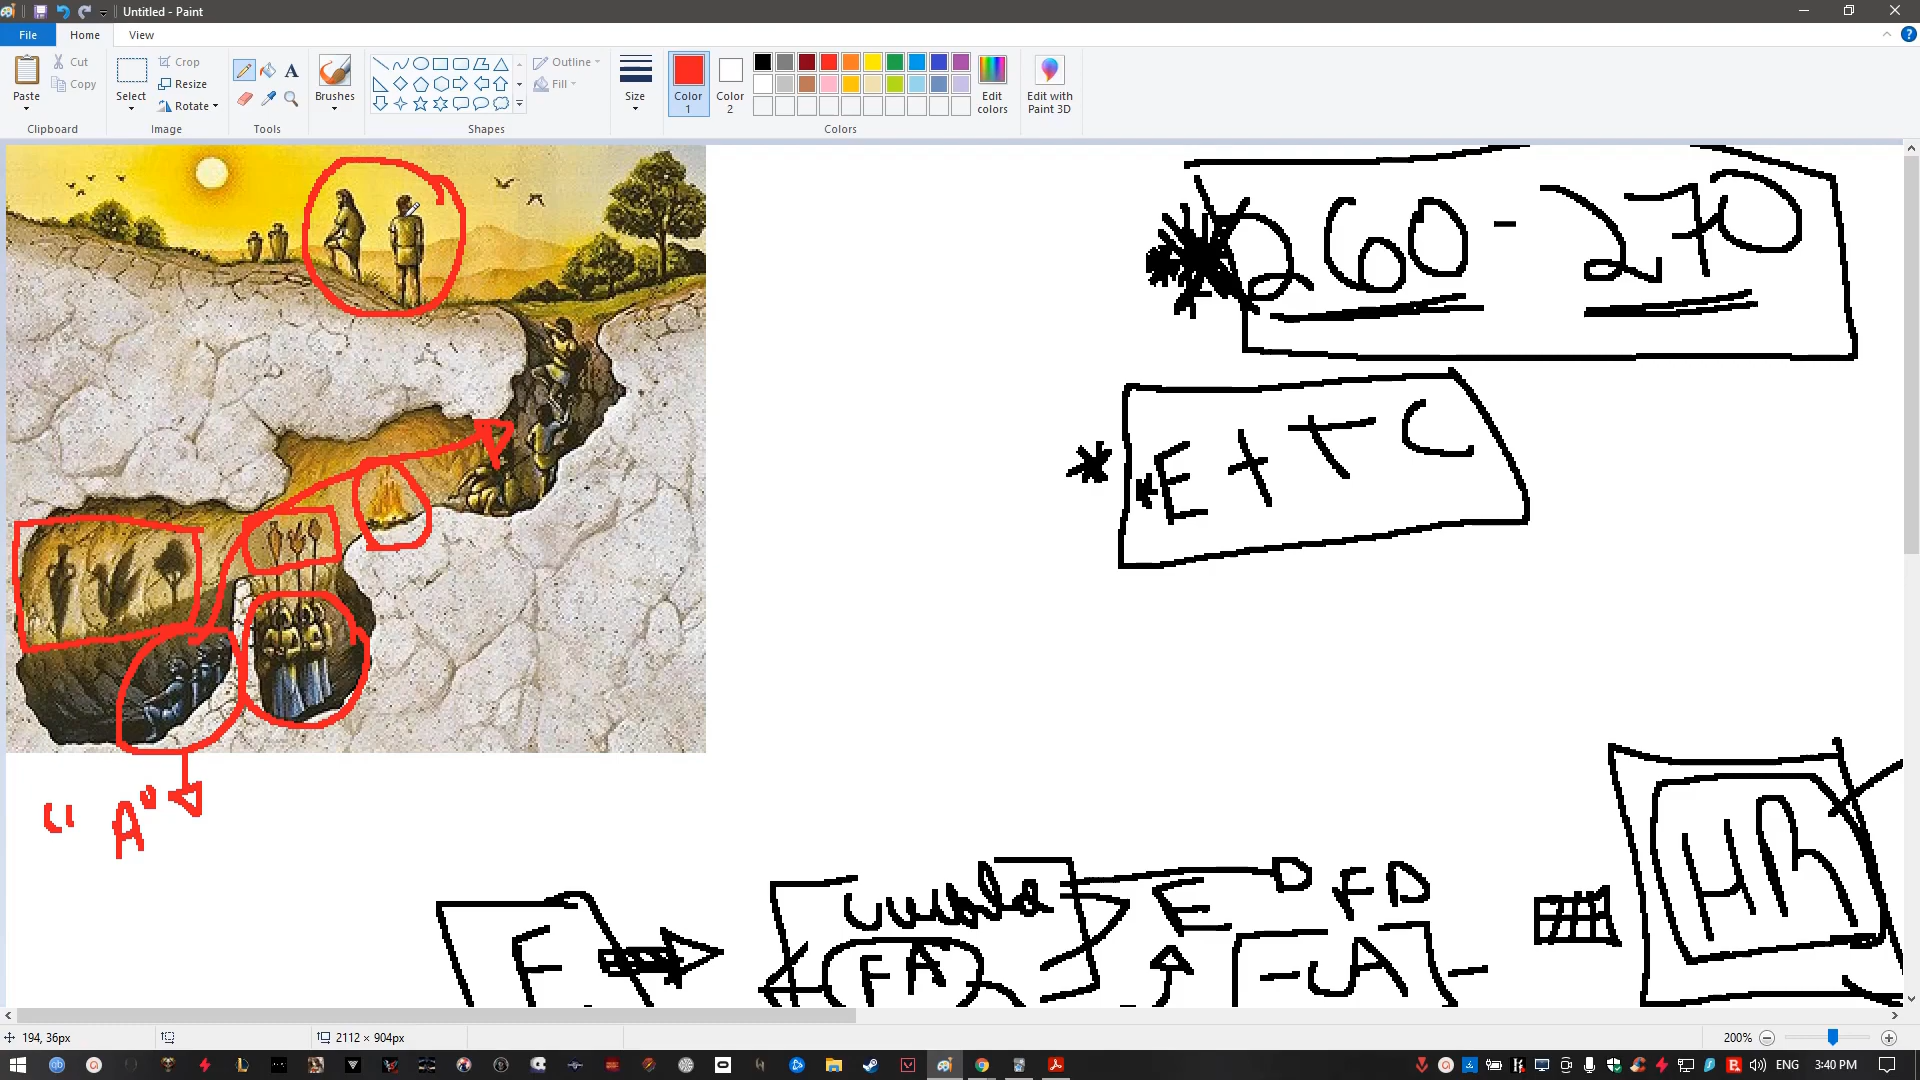 Untitled - Paint
File Home View
Paste
Cut
Copy
Clipboard
Select
Crop
Resize
Rotate
Image
Tools
Brushes
Shapes
Outline
Fill
Size
Color 1
Color 2
Edit colors
Edit with Paint 3D
Colors
260 - 270
E++C
"A"
HR
E FD
E
FA
- CA -
194, 36px
2112 × 904px
200%
ENG 3:40 PM